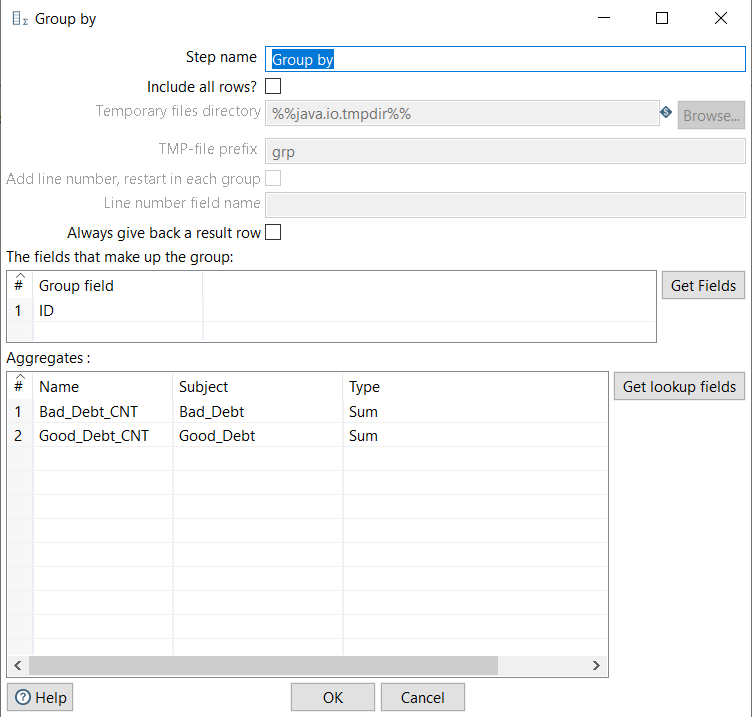 Group by
Step name Group by
Include all rows?
Temporary files directory %%java.io.tmpdir%% Browse...
TMP-file prefix grp
Add line number, restart in each group
Line number field name
Always give back a result row
The fields that make up the group:
# Group field Get Fields
1 ID
Aggregates :
# Name Subject Type Get lookup fields
1 Bad_Debt_CNT Bad_Debt Sum
2 Good_Debt_CNT Good_Debt Sum
Help OK Cancel